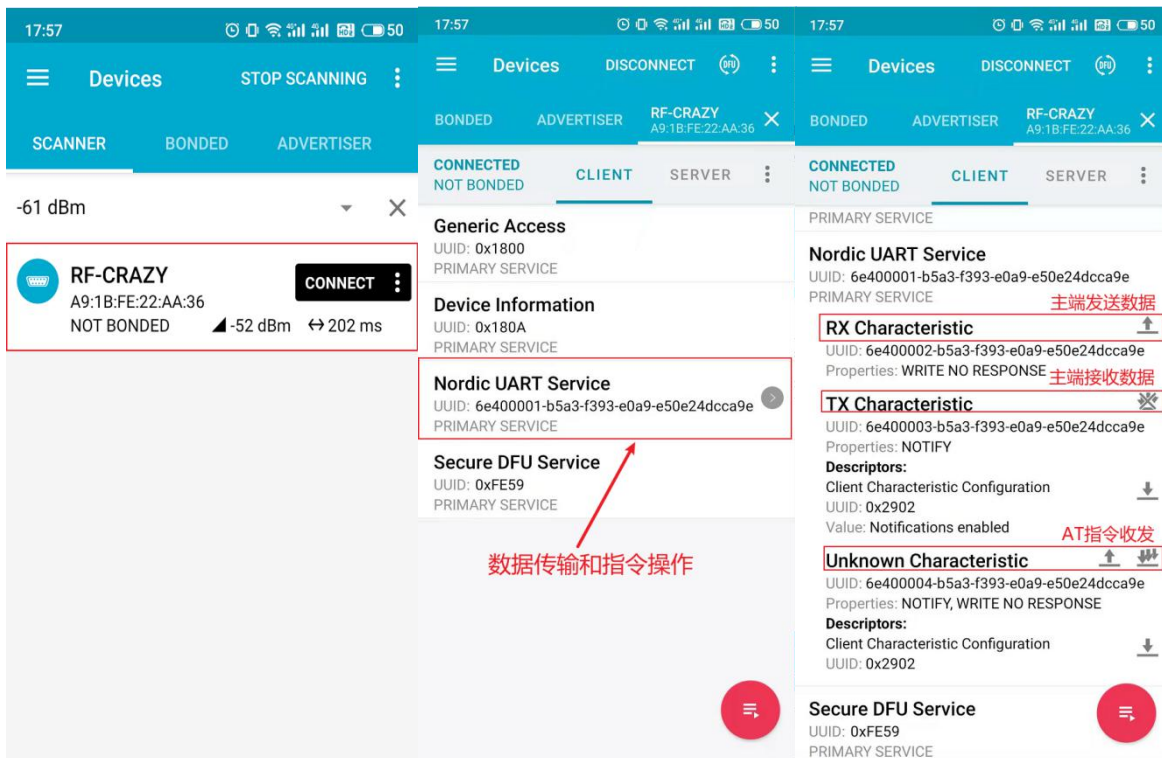 17:57
50
Devices
STOP SCANNING
SCANNER
BONDED
ADVERTISER
-61 dBm
RF-CRAZY
CONNECT
A9:1B:FE:22:AA:36
NOT BONDED
-52 dBm
202 ms
17:57
50
Devices
DISCONNECT
DFU
BONDED
ADVERTISER
RF-CRAZY
A9:1B:FE:22:AA:36
CONNECTED
NOT BONDED
CLIENT
SERVER
Generic Access
UUID: 0x1800
PRIMARY SERVICE
Device Information
UUID: 0x180A
PRIMARY SERVICE
Nordic UART Service
UUID: 6e400001-b5a3-f393-e0a9-e50e24dcca9e
PRIMARY SERVICE
Secure DFU Service
UUID: 0xFE59
PRIMARY SERVICE
数据传输和指令操作
17:57
50
Devices
DISCONNECT
DFU
BONDED
ADVERTISER
RF-CRAZY
A9:1B:FE:22:AA:36
CONNECTED
NOT BONDED
CLIENT
SERVER
PRIMARY SERVICE
Nordic UART Service
UUID: 6e400001-b5a3-f393-e0a9-e50e24dcca9e
PRIMARY SERVICE
主端发送数据
RX Characteristic
UUID: 6e400002-b5a3-f393-e0a9-e50e24dcca9e
Properties: WRITE NO RESPONSE
主端接收数据
TX Characteristic
UUID: 6e400003-b5a3-f393-e0a9-e50e24dcca9e
Properties: NOTIFY
Descriptors:
Client Characteristic Configuration
UUID: 0x2902
Value: Notifications enabled
AT指令收发
Unknown Characteristic
UUID: 6e400004-b5a3-f393-e0a9-e50e24dcca9e
Properties: NOTIFY, WRITE NO RESPONSE
Descriptors:
Client Characteristic Configuration
UUID: 0x2902
Secure DFU Service
UUID: 0xFE59
PRIMARY SERVICE